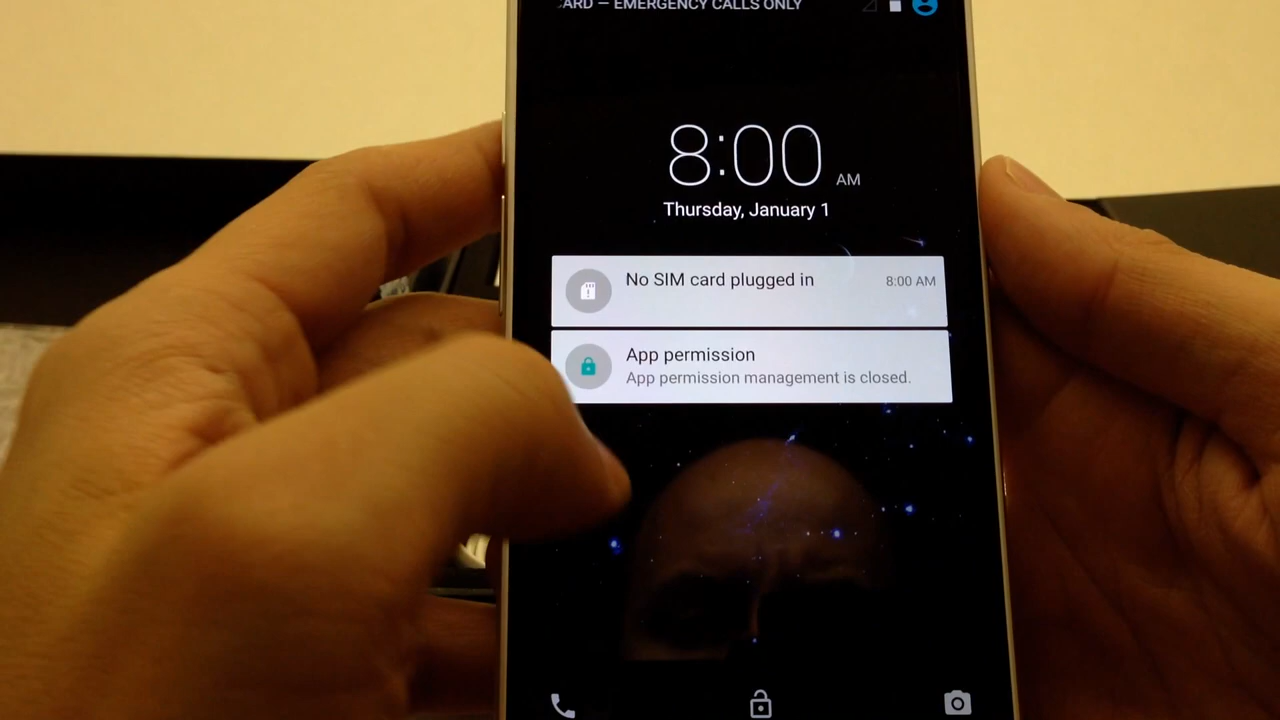 — EMERGENCY CALLS ONLY
8:00 AM
Thursday, January 1
No SIM card plugged in 8:00 AM
App permission
App permission management is closed.